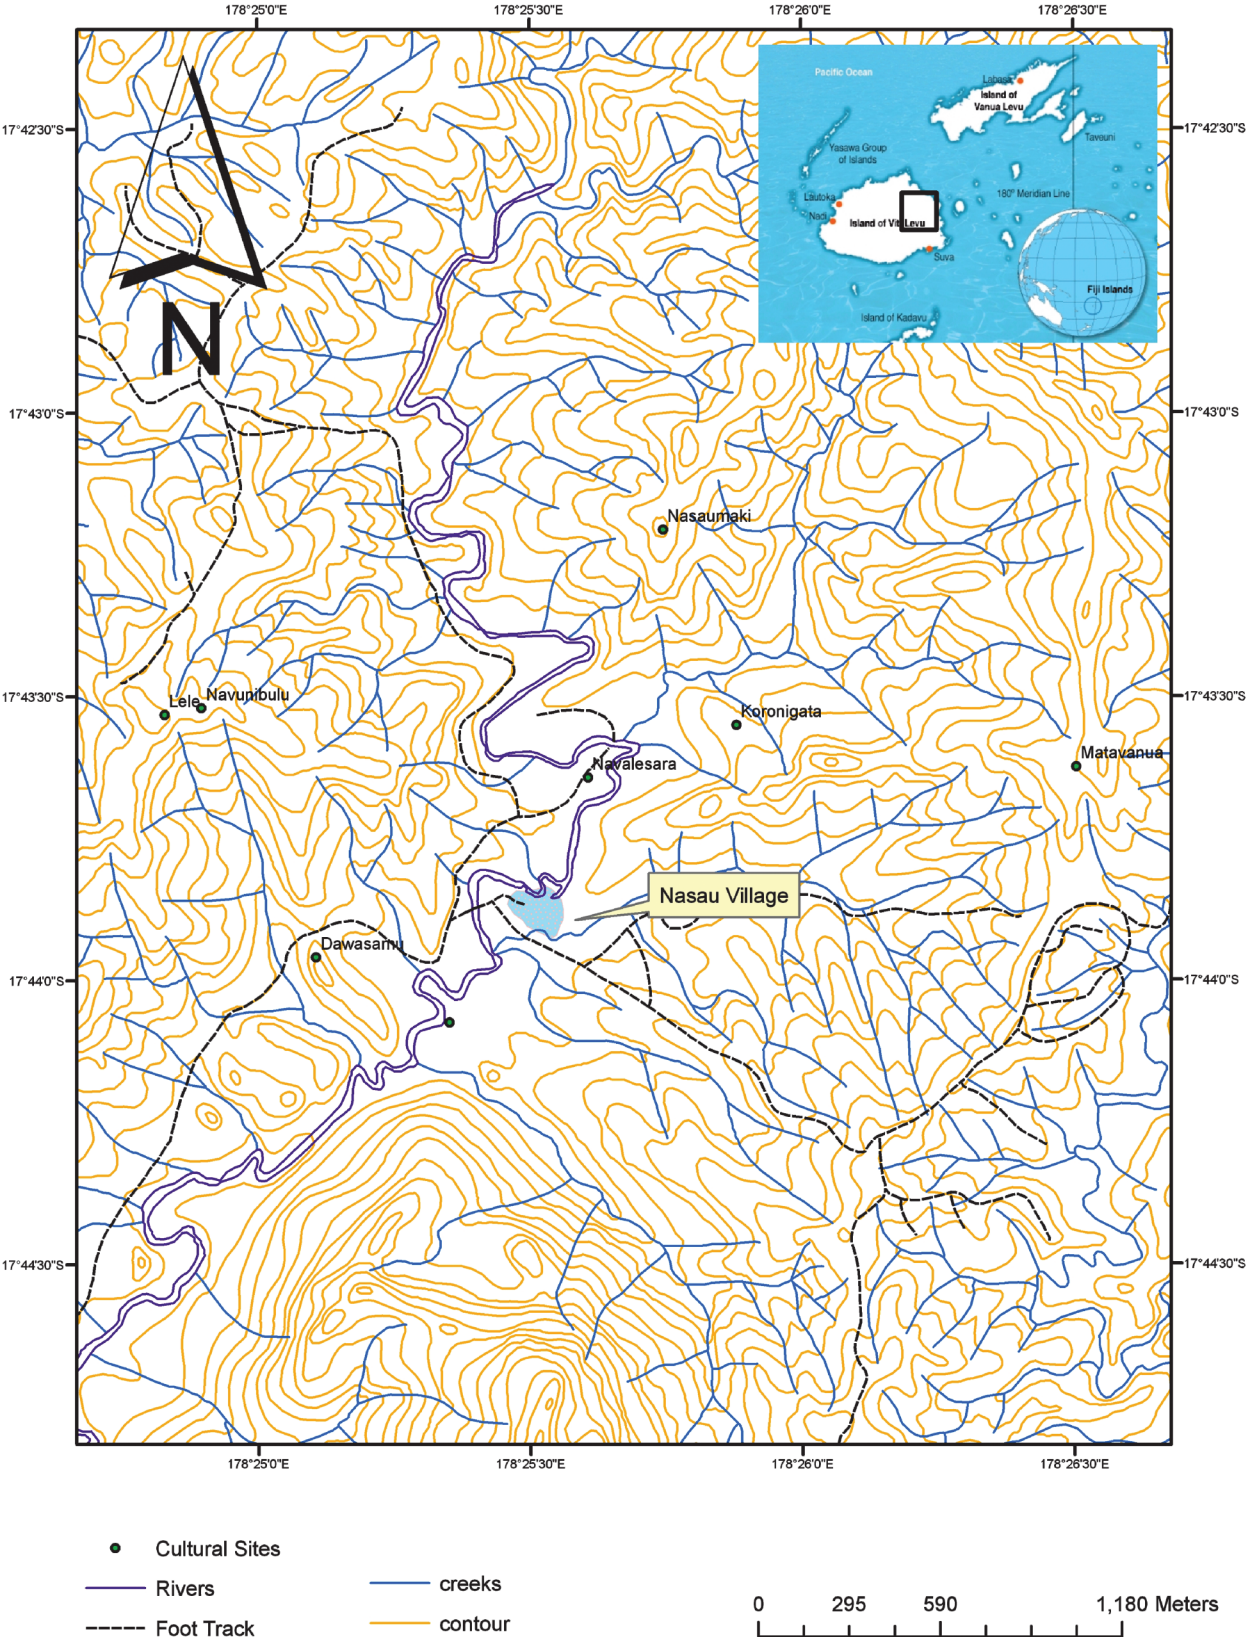 178°25'0"E
178°25'30"E
178°26'0"E
178°26'30"E
Pacific Ocean
Labasa
Island of
Vanua Levu
Taveuni
17°42'30"S
17°42'30"S
Yasawa Group
of Islands
180° Meridian Line
Lautoka
Nadi
Island of Viti Levu
Suva
Fiji Islands
Island of Kadavu
N
17°43'0"S
17°43'0"S
Nasaumaki
17°43'30"S
17°43'30"S
Lele
Navunibulu
Koronigata
Matavanua
Navalesara
Nasau Village
Dawasamu
17°44'0"S
17°44'0"S
17°44'30"S
17°44'30"S
178°25'0"E
178°25'30"E
178°26'0"E
178°26'30"E
Cultural Sites
Rivers
creeks
Foot Track
contour
0
295
590
1,180 Meters